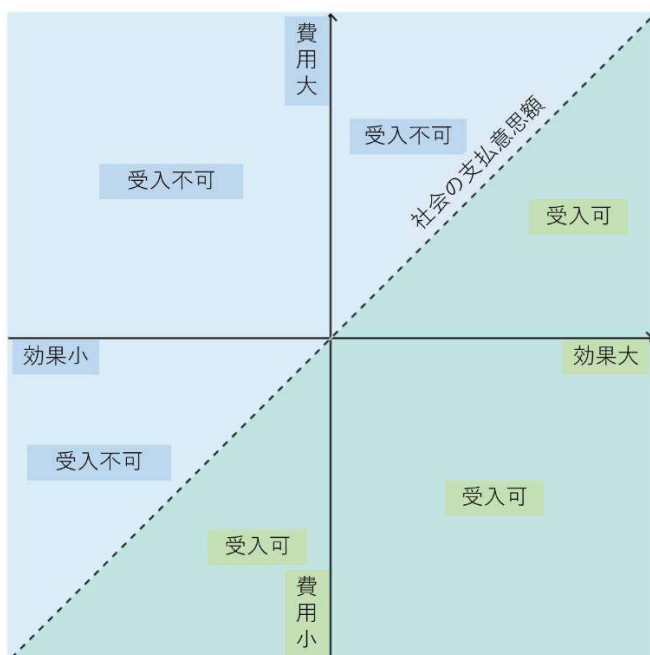 費用大
受入不可
受入不可
社会の支払意思額
受入可
効果小
効果大
受入不可
受入可
受入可
費用小